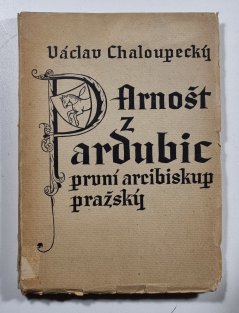 Václav Chaloupecký
Arnošt
z
Pardubic
první arcibiskup
pražský